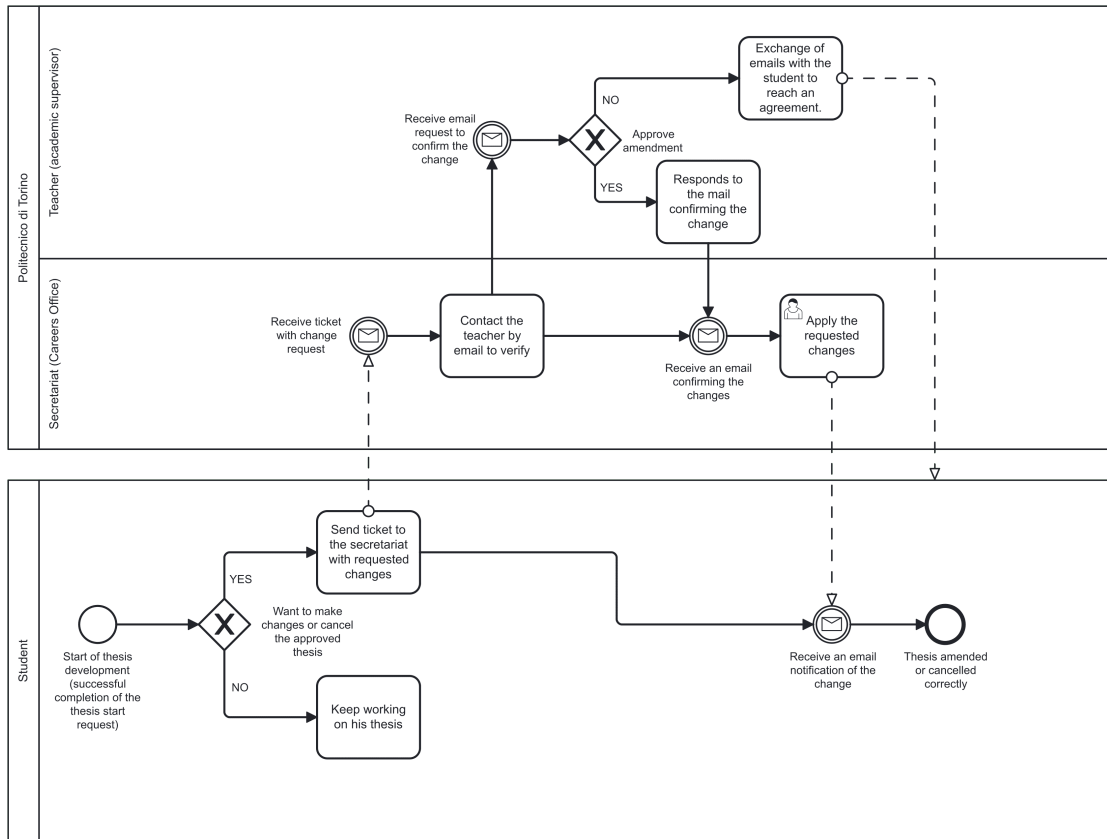 Politecnico di Torino
Teacher (academic supervisor)
Exchange of
emails with the
student to
reach an
agreement.
NO
Receive email
request to
confirm the
change
Approve
amendment
YES
Responds to
the mail
confirming the
change
Secretariat (Careers Office)
Receive ticket
with change
request
Contact the
teacher by
email to verify
Receive an email
confirming the
changes
Apply the
requested
changes
Student
Send ticket to
the secretariat
with requested
changes
YES
Want to make
changes or cancel
the approved
thesis
Start of thesis
development
(successful
completion of the
thesis start
request)
NO
Keep working
on his thesis
Receive an email
notification of the
change
Thesis amended
or cancelled
correctly